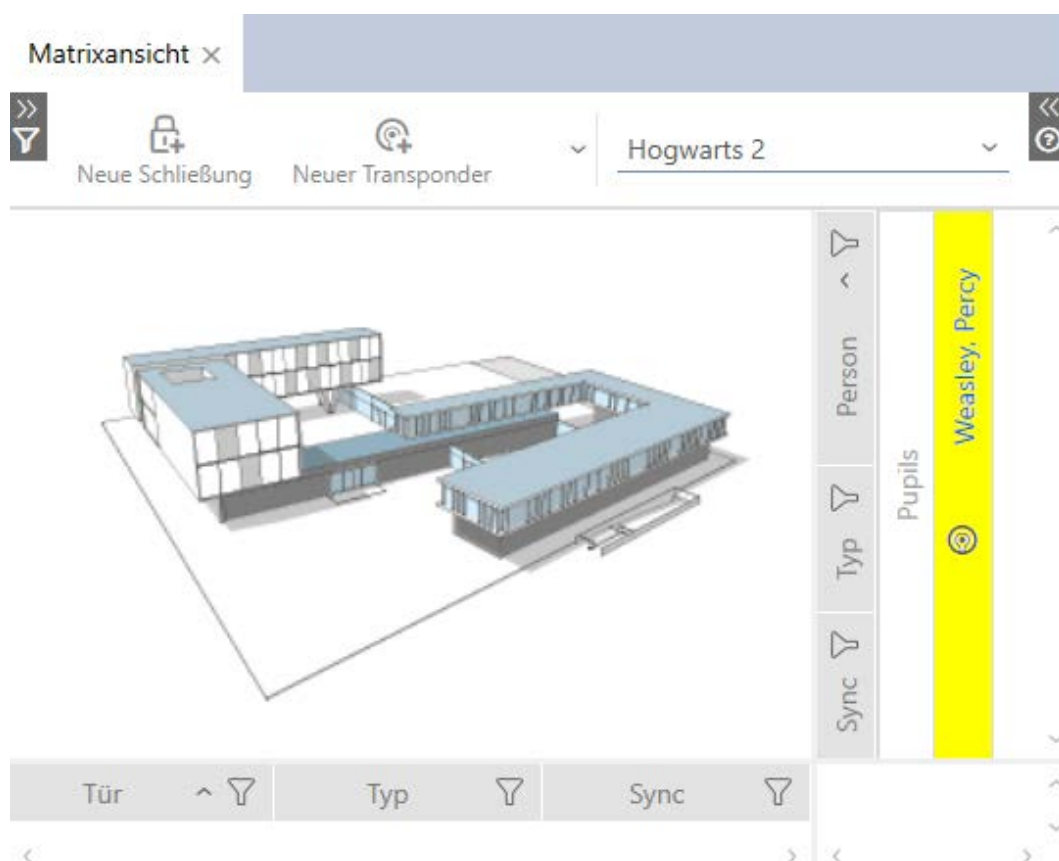 Matrixansicht
Neue Schließung
Neuer Transponder
Hogwarts 2
Person
Typ
Sync
Pupils
Weasley, Percy
Tür
Typ
Sync